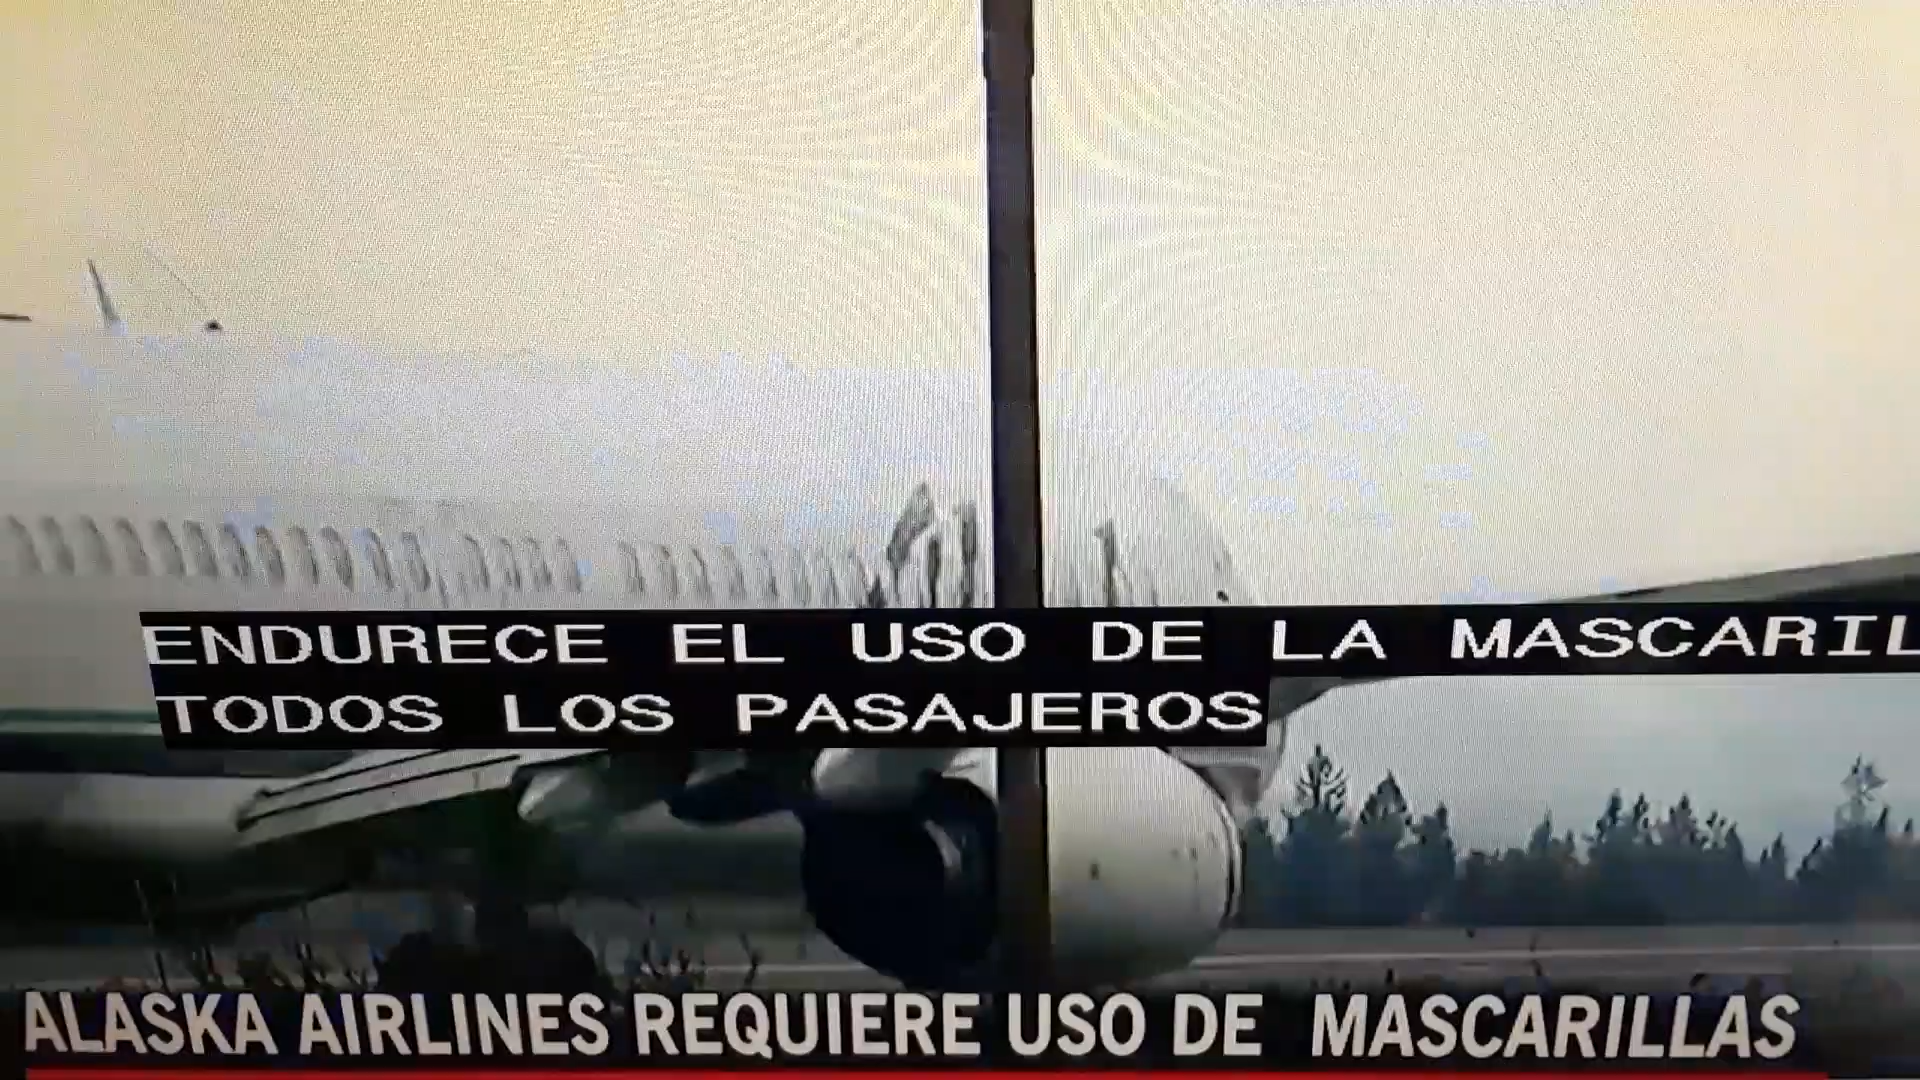 ENDURECE EL USO DE LA MASCARIL
TODOS LOS PASAJEROS
ALASKA AIRLINES REQUIERE USO DE MASCARILLAS